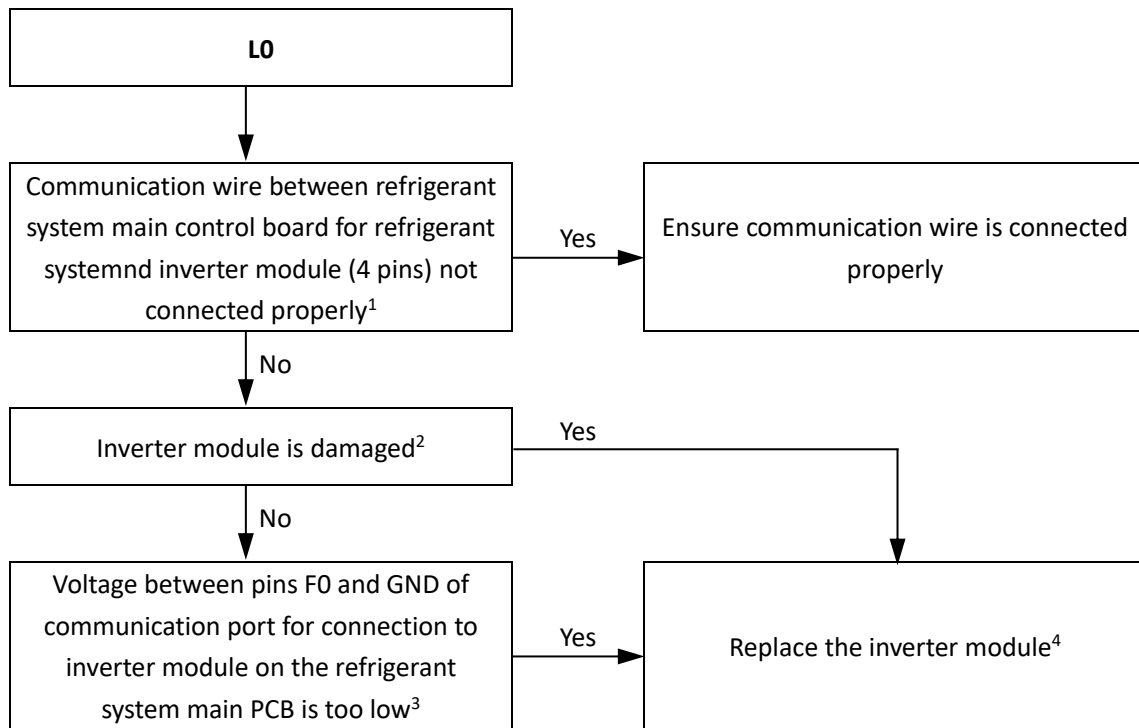 L0
Communication wire between refrigerant
system main control board for refrigerant
systemnd inverter module (4 pins) not
connected properly¹
Yes
Ensure communication wire is connected
properly
No
Inverter module is damaged²
Yes
No
Voltage between pins F0 and GND of
communication port for connection to
inverter module on the refrigerant
system main PCB is too low³
Yes
Replace the inverter module⁴